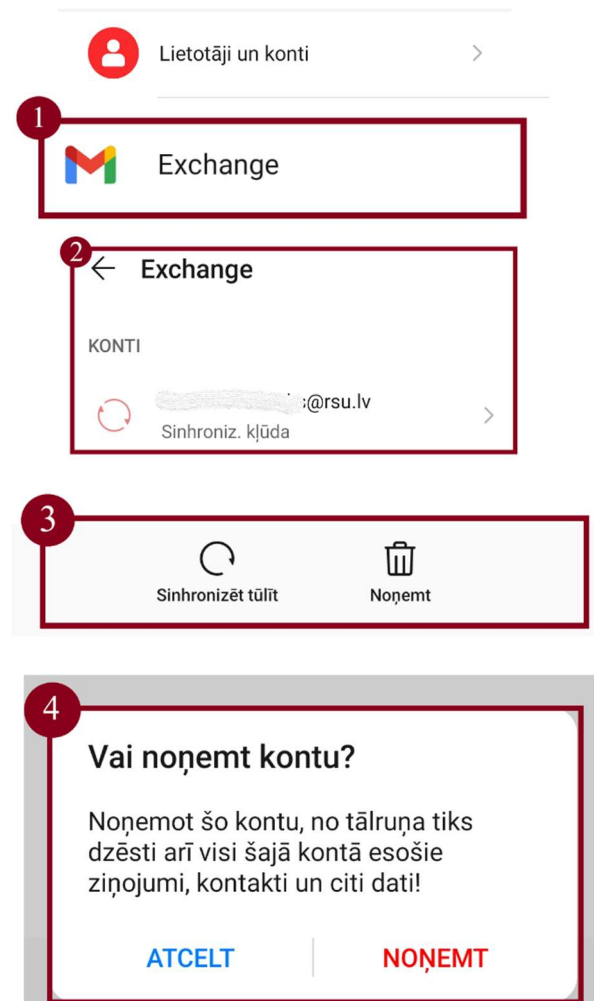 Lietotāji un konti
1
Exchange
2
Exchange
KONTI
@rsu.lv
Sinhroniz. kļūda
3
Sinhronizēt tūlīt
Noņemt
4
Vai noņemt kontu?
Noņemot šo kontu, no tālruņa tiks
dzēsti arī visi šajā kontā esošie
ziņojumi, kontakti un citi dati!
ATCELT
NOŅEMT